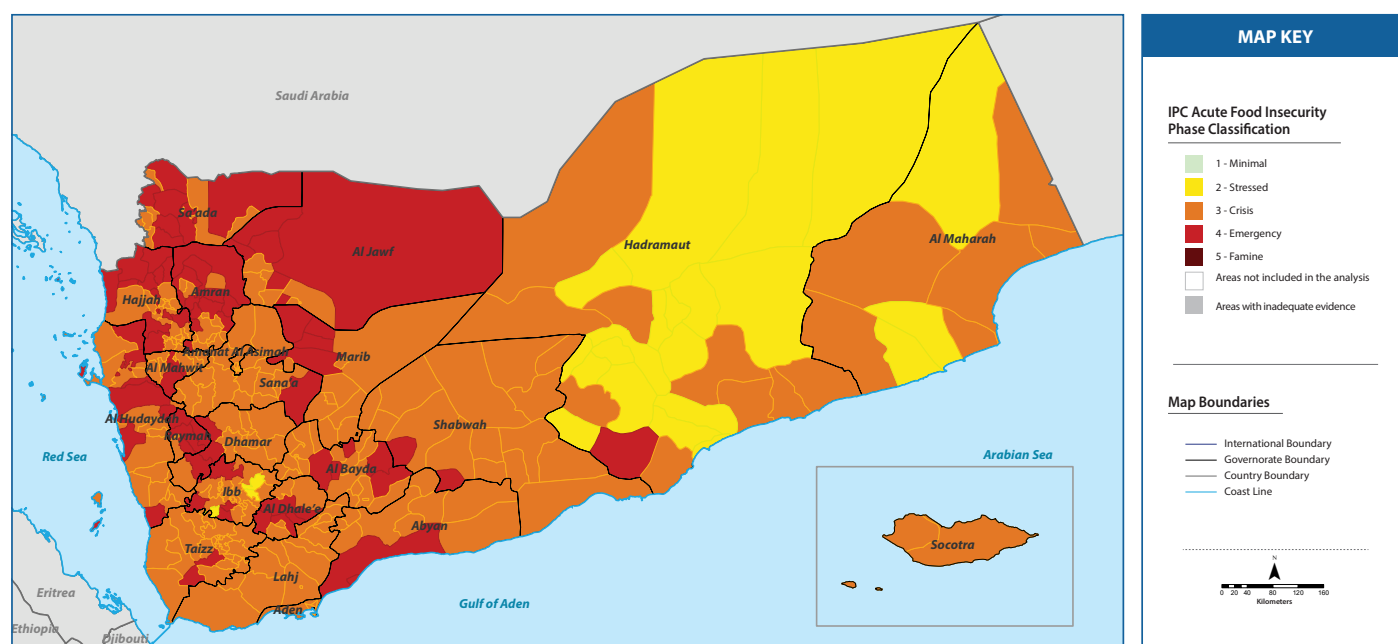 Saudi Arabia
Sa'ada
Al Jawf
Hadramaut
Al Maharah
Hajjah
Amran
Amanat Al Asimah
Marib
Al Mahwit
Sana'a
Al Hudaydah
Raymah
Dhamar
Shabwah
Red Sea
Al Bayda
Arabian Sea
Ibb
Al Dhale'e
Abyan
Taizz
Socotra
Lahj
Eritrea
Gulf of Aden
Aden
Ethiopia
Djibouti
MAP KEY
IPC Acute Food Insecurity
Phase Classification
1 - Minimal
2 - Stressed
3 - Crisis
4 - Emergency
5 - Famine
Areas not included in the analysis
Areas with inadequate evidence
Map Boundaries
International Boundary
Governorate Boundary
Country Boundary
Coast Line
N
0 20 40 80 120 160
Kilometers